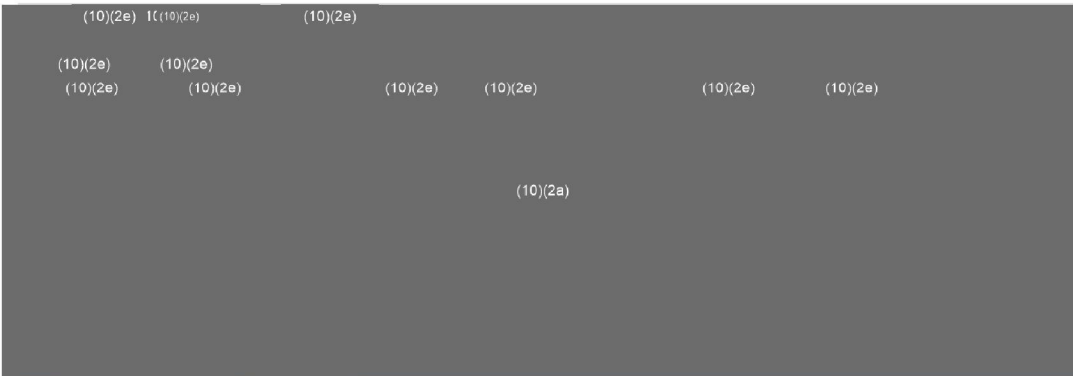 (10)(2e) (10)(2e) (10)(2e)
(10)(2e) (10)(2e)
(10)(2e) (10)(2e) (10)(2e) (10)(2e) (10)(2e) (10)(2e)
(10)(2a)